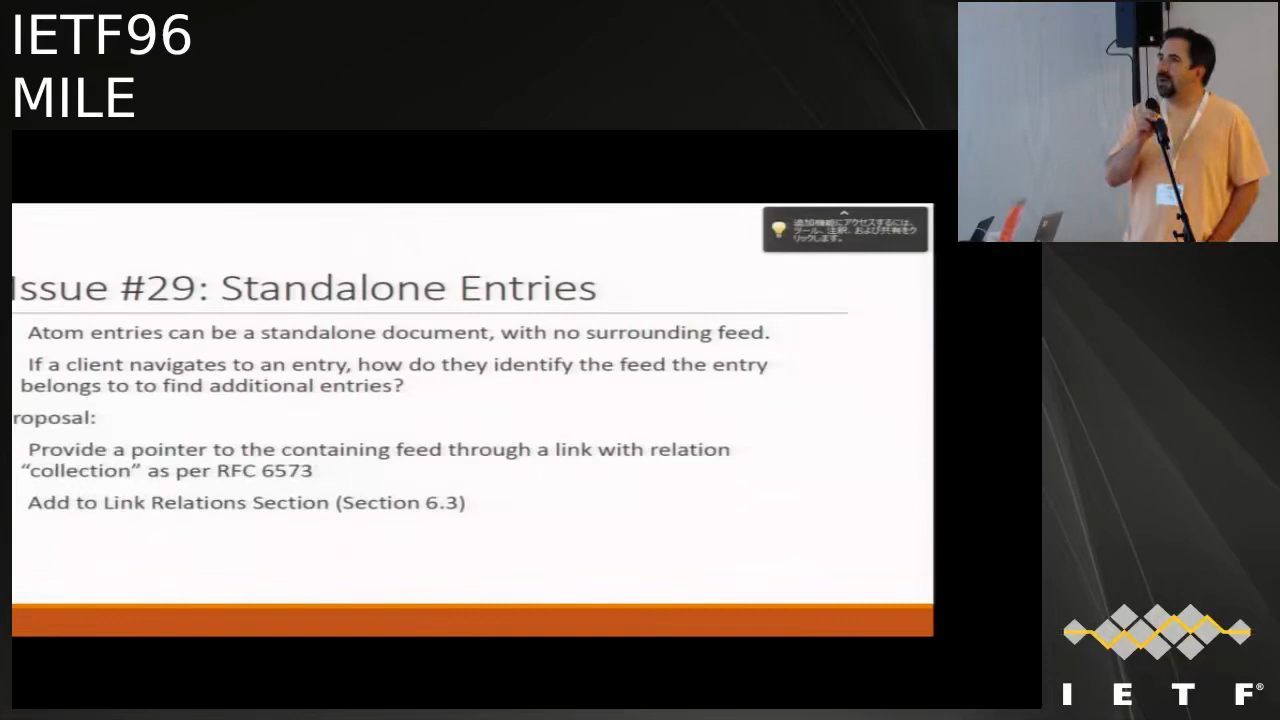 IETF96
MILE
追加機能にアクセスするには、
ツール、注釈、および共有をク
リックします。
Issue #29: Standalone Entries
Atom entries can be a standalone document, with no surrounding feed.
If a client navigates to an entry, how do they identify the feed the entry
belongs to to find additional entries?
roposal:
Provide a pointer to the containing feed through a link with relation
“collection” as per RFC 6573
Add to Link Relations Section (Section 6.3)
I E T F®